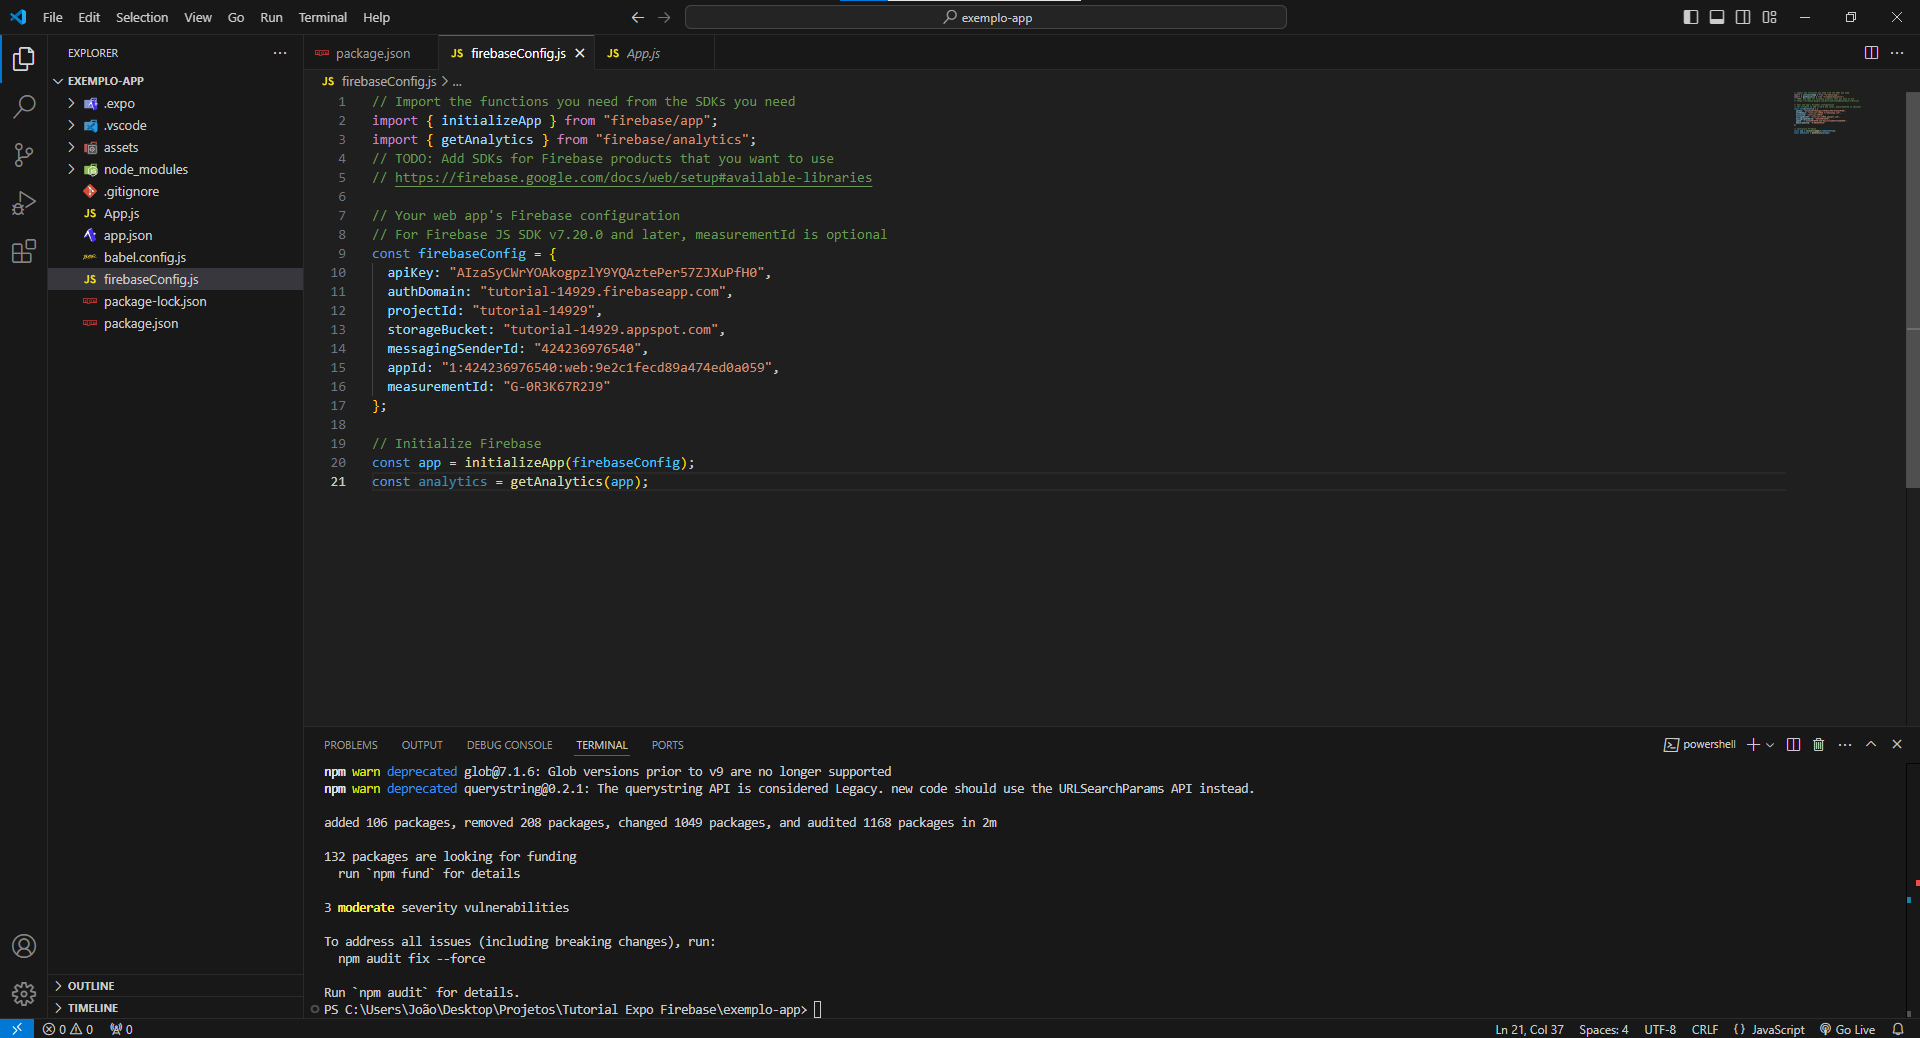 File Edit Selection View Go Run Terminal Help
exemplo-app
EXPLORER
EXEMPLO-APP
.expo
.vscode
assets
node_modules
.gitignore
App.js
app.json
babel.config.js
firebaseConfig.js
package-lock.json
package.json
OUTLINE
TIMELINE
package.json JS firebaseConfig.js JS App.js
JS firebaseConfig.js > ...
1 // Import the functions you need from the SDKs you need
2 import { initializeApp } from "firebase/app";
3 import { getAnalytics } from "firebase/analytics";
4 // TODO: Add SDKs for Firebase products that you want to use
5 // https://firebase.google.com/docs/web/setup#available-libraries
6
7 // Your web app's Firebase configuration
8 // For Firebase JS SDK v7.20.0 and later, measurementId is optional
9 const firebaseConfig = {
10 apiKey: "AIzaSyCWrYOAkogpzlY9YQAztePer57ZJXuPfH0",
11 authDomain: "tutorial-14929.firebaseapp.com",
12 projectId: "tutorial-14929",
13 storageBucket: "tutorial-14929.appspot.com",
14 messagingSenderId: "424236976540",
15 appId: "1:424236976540:web:9e2c1fecd89a474ed0a059",
16 measurementId: "G-0R3K67R2J9"
17 };
18
19 // Initialize Firebase
20 const app = initializeApp(firebaseConfig);
21 const analytics = getAnalytics(app);
PROBLEMS OUTPUT DEBUG CONSOLE TERMINAL PORTS
powershell
npm warn deprecated glob@7.1.6: Glob versions prior to v9 are no longer supported
npm warn deprecated querystring@0.2.1: The querystring API is considered Legacy. new code should use the URLSearchParams API instead.
added 106 packages, removed 208 packages, changed 1049 packages, and audited 1168 packages in 2m
132 packages are looking for funding
run `npm fund` for details
3 moderate severity vulnerabilities
To address all issues (including breaking changes), run:
npm audit fix --force
Run `npm audit` for details.
PS C:\Users\João\Desktop\Projetos\Tutorial Expo Firebase\exemplo-app>
0 0 0
Ln 21, Col 37 Spaces: 4 UTF-8 CRLF {} JavaScript Go Live